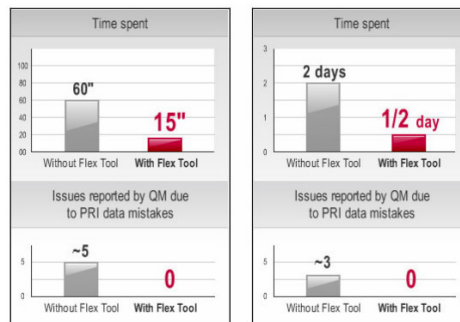 Time spent
100
80
60
40
20
00
60"
15"
Without Flex Tool
With Flex Tool
Issues reported by QM due
to PRI data mistakes
5
0
~5
0
Without Flex Tool
With Flex Tool
Time spent
3
2
1
0
2 days
1/2 day
Without Flex Tool
With Flex Tool
Issues reported by QM due
to PRI data mistakes
5
0
~3
0
Without Flex Tool
With Flex Tool